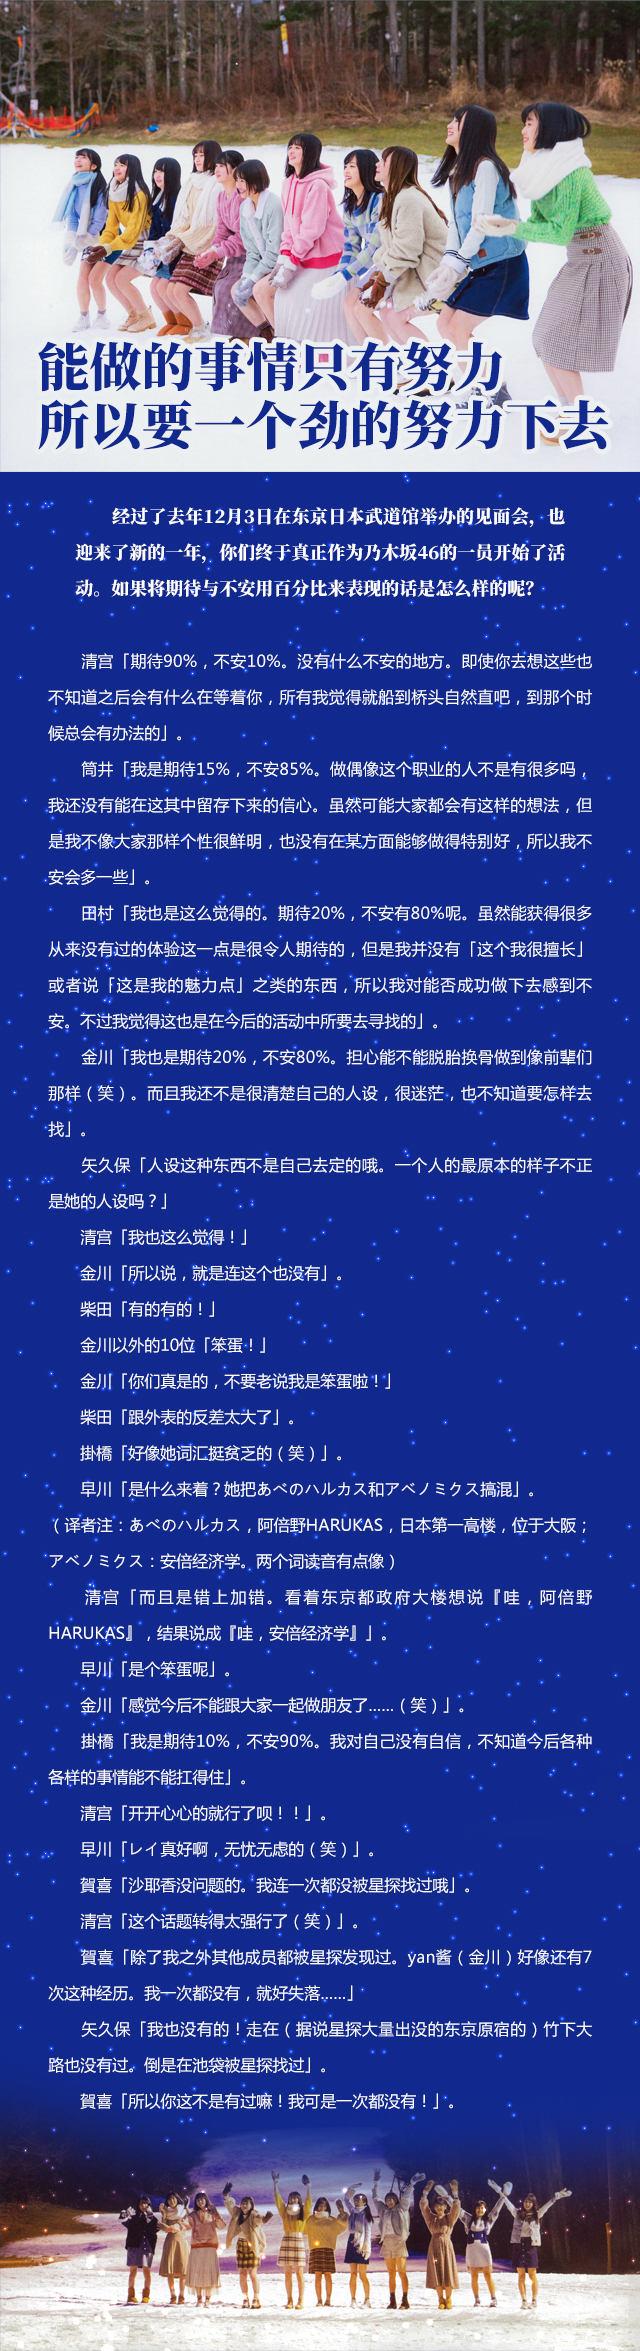 能做的事情只有努力
所以要一个劲的努力下去
经过了去年12月3日在东京日本武道馆举办的见面会，也
迎来了新的一年，你们终于真正作为乃木坂46的一员开始了活
动。如果将期待与不安用百分比来表现的话是怎么样的呢？
清宫「期待90%，不安10%。没有什么不安的地方。即使你去想这些也
不知道之后会有什么在等着你，所有我觉得就船到桥头自然直吧，到那个时
候总会有办法的」。
筒井「我是期待15%，不安85%。做偶像这个职业的人不是有很多吗，
我还没有能在这其中留存下来的信心。虽然可能大家都会有这样的想法，但
是我不像大家那样个性很鲜明，也没有在某方面能够做得特别好，所以我不
安会多一些」。
田村「我也是这么觉得的。期待20%，不安有80%呢。虽然能获得很多
从来没有过的体验这一点是很令人期待的，但是我并没有「这个我很擅长」
或者说「这是我的魅力点」之类的东西，所以我对能否成功做下去感到不
安。不过我觉得这也是在今后的活动中所要去寻找的」。
金川「我也是期待20%，不安80%。担心能不能脱胎换骨做到像前辈们
那样（笑）。而且我还不是很清楚自己的人设，很迷茫，也不知道要怎样去
找」。
矢久保「人设这种东西不是自己去定的哦。一个人的最原本的样子不正
是她的人设吗？」
清宫「我也这么觉得！」
金川「所以说，就是连这个也没有」。
柴田「有的有的！」
金川以外的10位「笨蛋！」
金川「你们真是的，不要老说我是笨蛋啦！」
柴田「跟外表的反差太大了」。
掛橋「好像她词汇挺贫乏的（笑）」。
早川「是什么来着？她把あべのハルカス和アベノミクス搞混」。
（译者注：あべのハルカス，阿倍野HARUKAS，日本第一高楼，位于大阪；
アベノミクス：安倍经济学。两个词读音有点像）
清宫「而且是错上加错。看着东京都政府大楼想说『哇，阿倍野
HARUKAS』，结果说成『哇，安倍经济学』」。
早川「是个笨蛋呢」。
金川「感觉今后不能跟大家一起做朋友了……（笑）」。
掛橋「我是期待10%，不安90%。我对自己没有自信，不知道今后各种
各样的事情能不能扛得住」。
清宫「开开心心的就行了呗！！」。
早川「レイ真好啊，无忧无虑的（笑）」。
賀喜「沙耶香没问题的。我连一次都没被星探找过哦」。
清宫「这个话题转得太强行了（笑）」。
賀喜「除了我之外其他成员都被星探发现过。yan酱（金川）好像还有7
次这种经历。我一次都没有，就好失落……」
矢久保「我也没有的！走在（据说星探大量出没的东京原宿的）竹下大
路也没有过。倒是在池袋被星探找过」。
賀喜「所以你这不是有过嘛！我可是一次都没有！」。